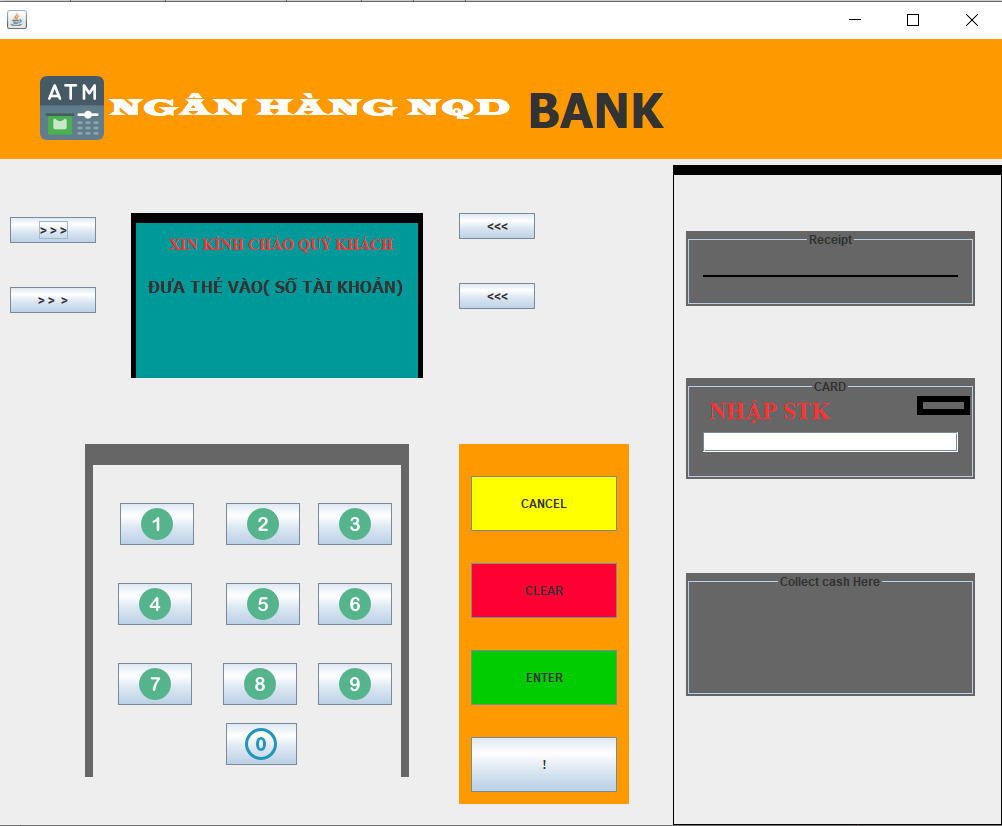 ATM
NGÂN HÀNG NQD BANK
> > >
XIN KÍNH CHÀO QUÝ KHÁCH
<<<
Receipt
ĐƯA THẺ VÀO( SỐ TÀI KHOẢN)
> >  >
<<<
CARD
NHẬP STK
1
2
3
CANCEL
4
5
6
CLEAR
Collect cash Here
7
8
9
ENTER
0
!